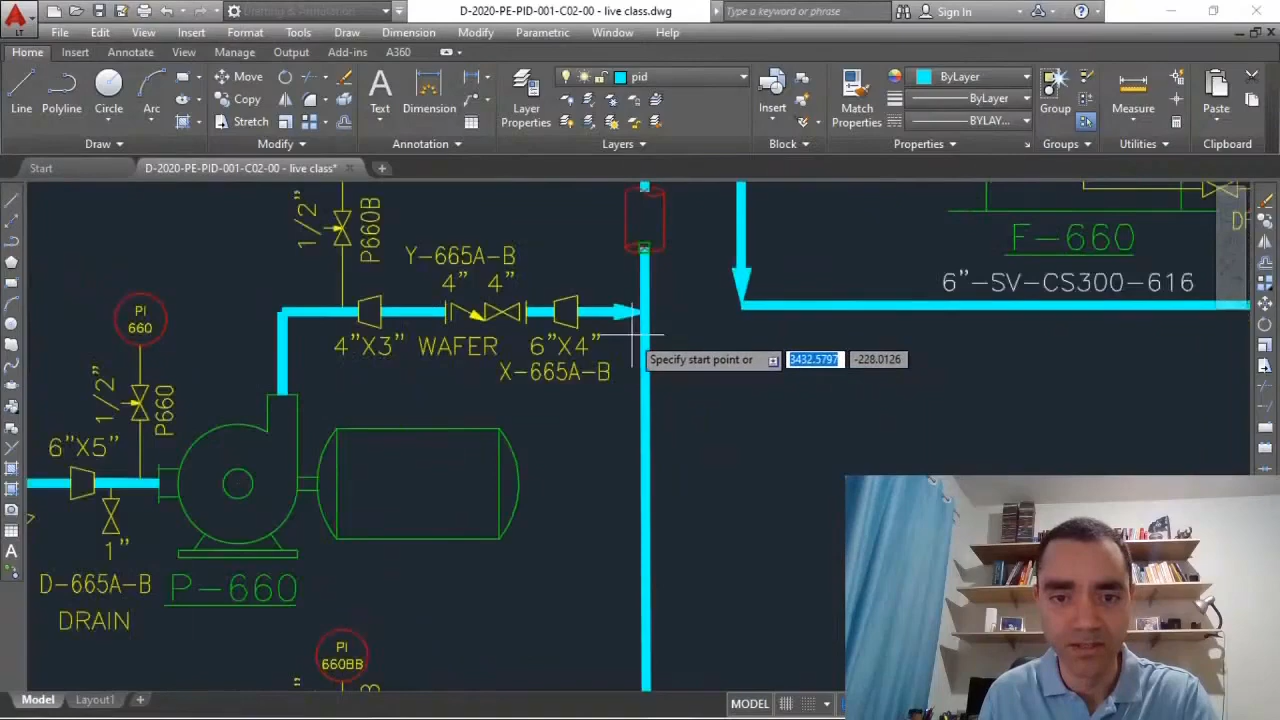 Drafting & Annotation
D-2020-PE-PID-001-C02-00 - live class.dwg
Type a keyword or phrase
Sign In
LT
File Edit View Insert Format Tools Draw Dimension Modify Parametric Window Help
Home Insert Annotate View Manage Output Add-ins A360
Line
Polyline
Circle
Arc
Move
Copy
Stretch
Text
Dimension
Layer Properties
pid
Insert
Match Properties
ByLayer
ByLayer
BYLAY...
Group
Measure
Paste
Draw
Modify
Annotation
Layers
Block
Properties
Groups
Utilities
Clipboard
Start
D-2020-PE-PID-001-C02-00 - live class*
1/2"
P660B
Y-665A-B
4" 4"
F-660
6"-SV-CS300-616
PI
660
4"X3" WAFER 6"X4"
X-665A-B
Specify start point or 3432.5797 -228.0126
1/2"
P660
6"X5"
1"
D-665A-B
DRAIN
P-660
PI
660BB
Model Layout1
MODEL